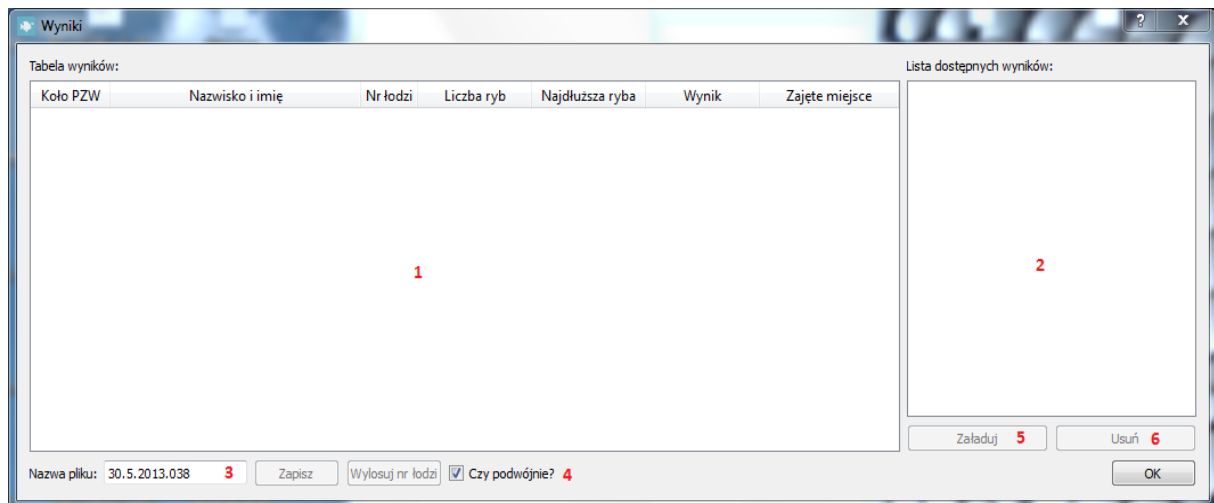 Wyniki
? X
Tabela wyników:
Lista dostępnych wyników:
Koło PZW Nazwisko i imię Nr łodzi Liczba ryb Najdłuższa ryba Wynik Zajęte miejsce
1
2
Załaduj 5 Usuń 6
Nazwa pliku: 30.5.2013.038 3 Zapisz Wylosuj nr łodzi Czy podwójnie? 4 OK